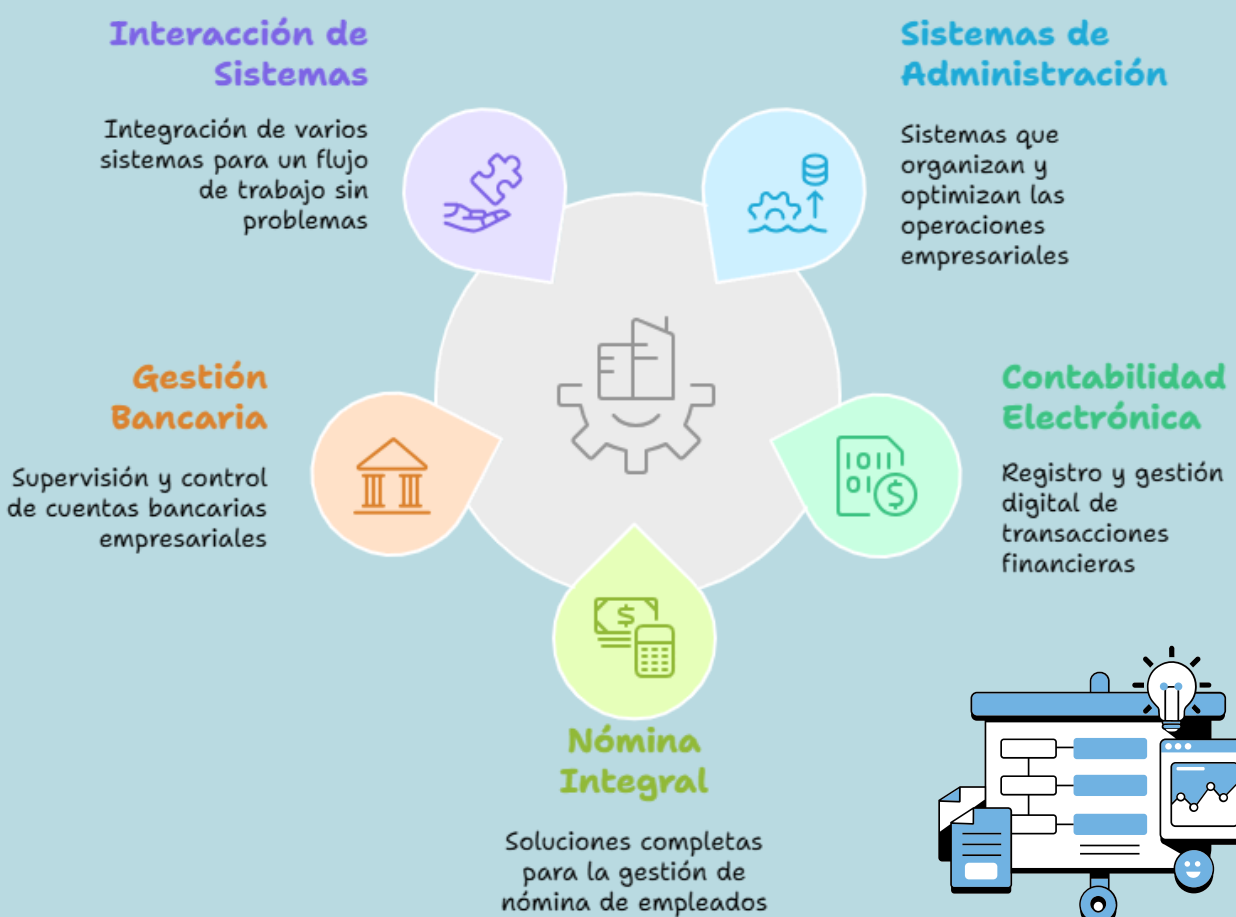 Interacción de
Sistemas
Integración de varios
sistemas para un flujo
de trabajo sin
problemas
Sistemas de
Administración
Sistemas que
organizan y
optimizan las
operaciones
empresariales
Gestión
Bancaria
Supervisión y control
de cuentas bancarias
empresariales
Contabilidad
Electrónica
Registro y gestión
digital de
transacciones
financieras
1011
01
$
$
Nómina
Integral
Soluciones completas
para la gestión de
nómina de empleados